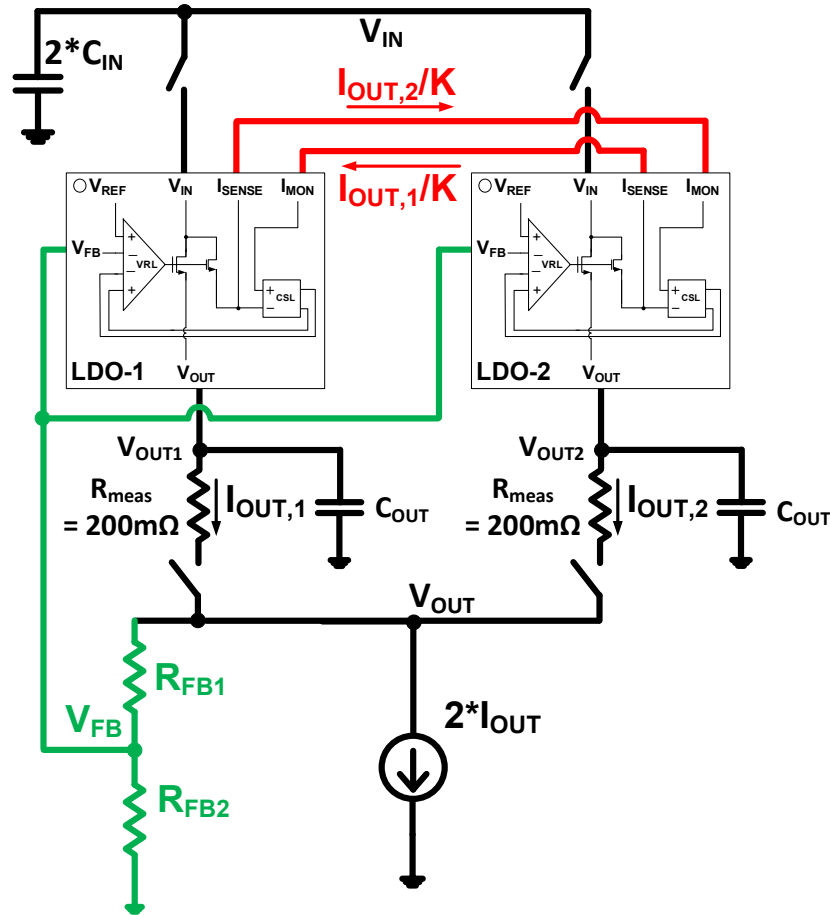 V_IN
2*C_IN
I_OUT,2/K
I_OUT,1/K
V_REF V_IN I_SENSE I_MON
V_FB
+
−
VRL
−
+
+
CSL
−
LDO-1
V_OUT
V_REF V_IN I_SENSE I_MON
V_FB
+
−
VRL
−
+
+
CSL
−
LDO-2
V_OUT
V_OUT1
R_meas
= 200mΩ
I_OUT,1
C_OUT
V_OUT2
R_meas
= 200mΩ
I_OUT,2
C_OUT
V_OUT
R_FB1
V_FB
2*I_OUT
R_FB2